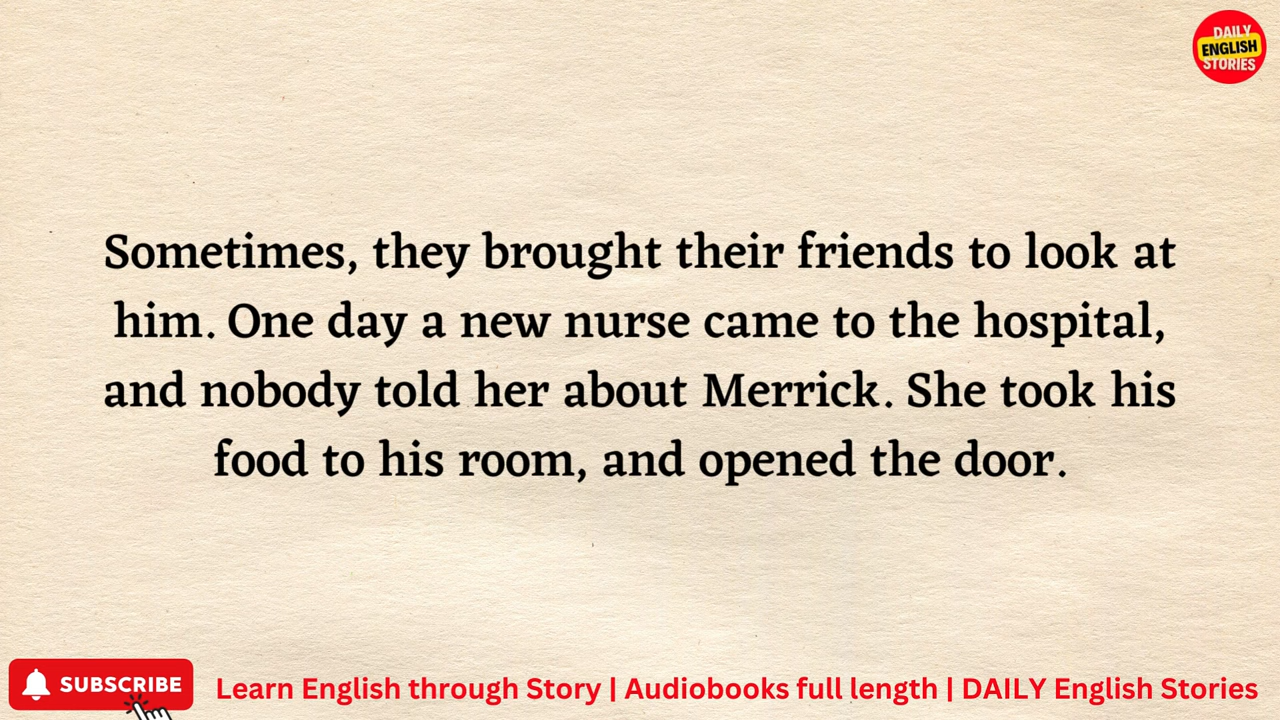 DAILY
ENGLISH
STORIES
Sometimes, they brought their friends to look at
him. One day a new nurse came to the hospital,
and nobody told her about Merrick. She took his
food to his room, and opened the door.
SUBSCRIBE
Learn English through Story | Audiobooks full length | DAILY English Stories